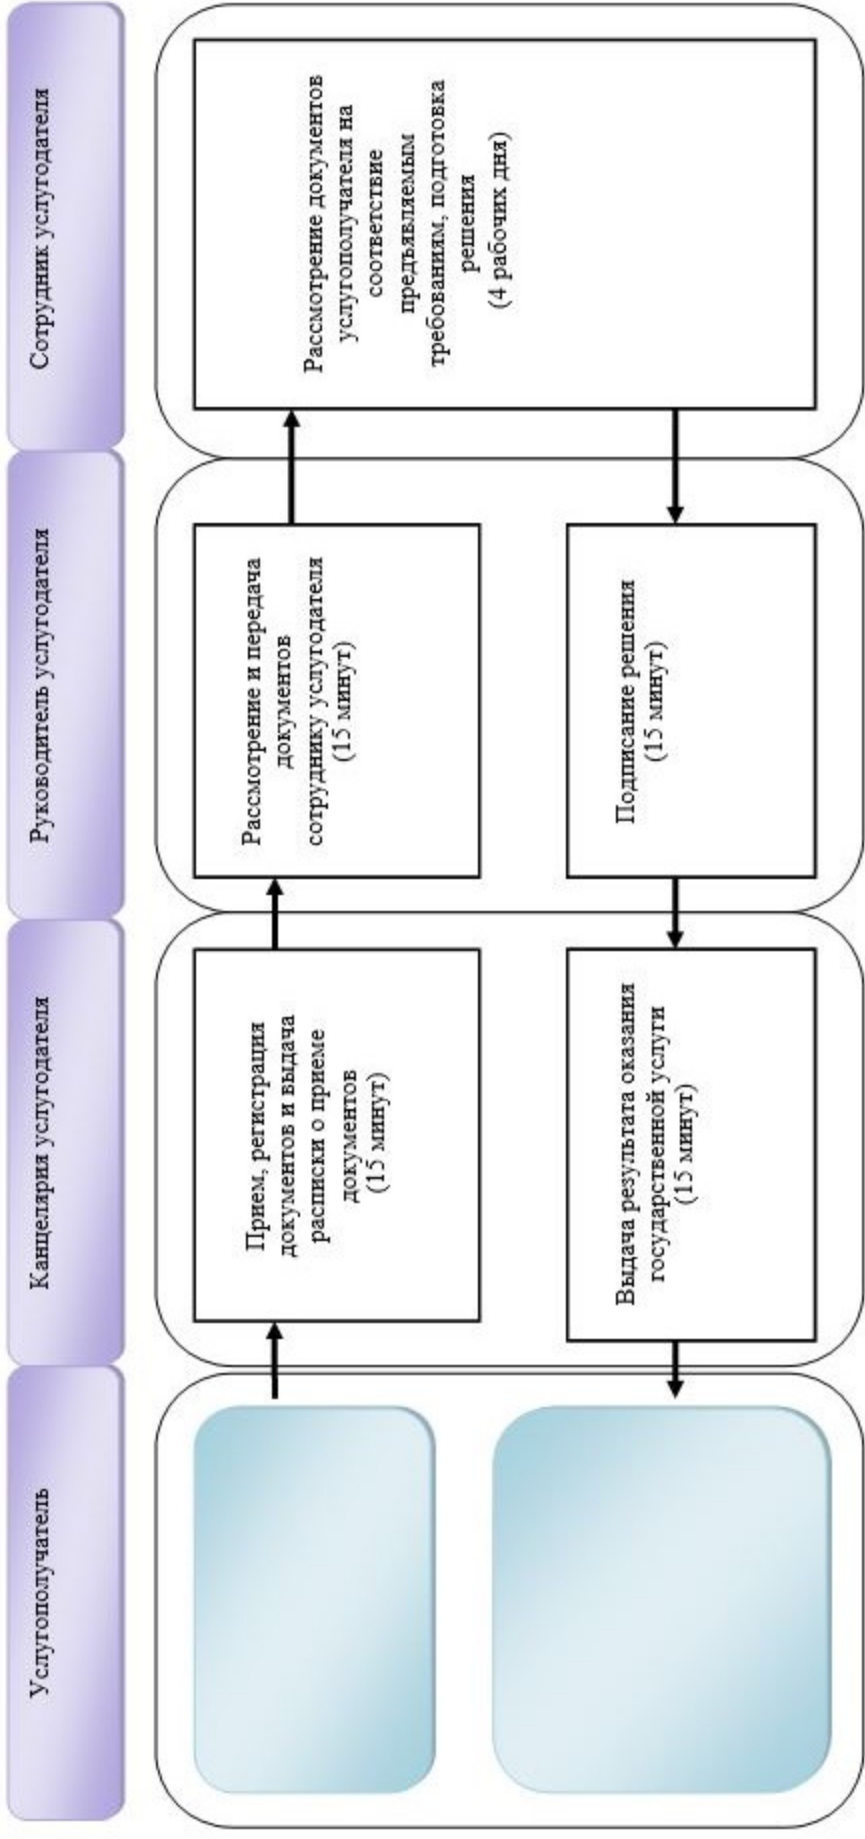 Услугополучатель
Канцелярия услугодателя
Руководитель услугодателя
Сотрудник услугодателя
Прием, регистрация
документов и выдача
расписки о приеме
документов
(15 минут)
Рассмотрение и передача
документов
сотруднику услугодателя
(15 минут)
Рассмотрение документов
услугополучателя на
соответствие
предъявляемым
требованиям, подготовка
решения
(4 рабочих дня)
Подписание решения
(15 минут)
Выдача результата оказания
государственной услуги
(15 минут)